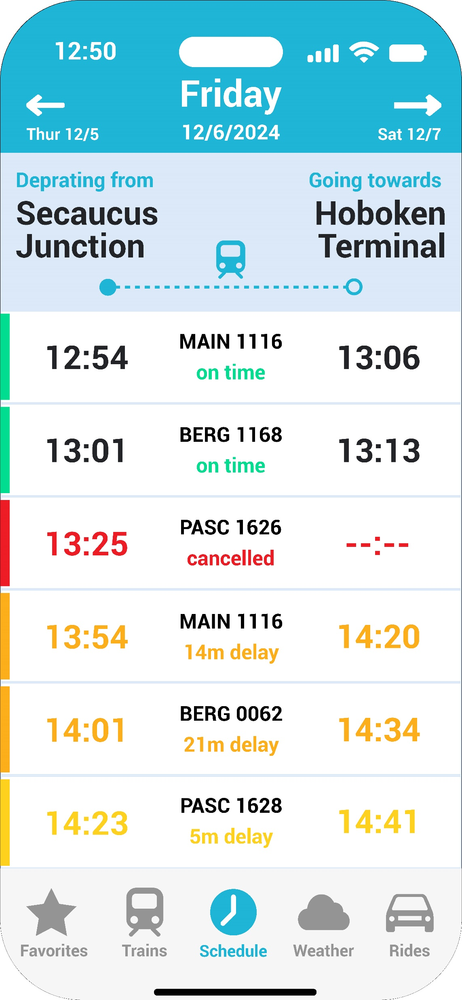 12:50
Friday
Thur 12/5
12/6/2024
Sat 12/7
Deprating from
Going towards
Secaucus
Junction
Hoboken
Terminal
12:54
MAIN 1116
on time
13:06
13:01
BERG 1168
on time
13:13
13:25
PASC 1626
cancelled
--:--
13:54
MAIN 1116
14m delay
14:20
14:01
BERG 0062
21m delay
14:34
14:23
PASC 1628
5m delay
14:41
Favorites
Trains
Schedule
Weather
Rides